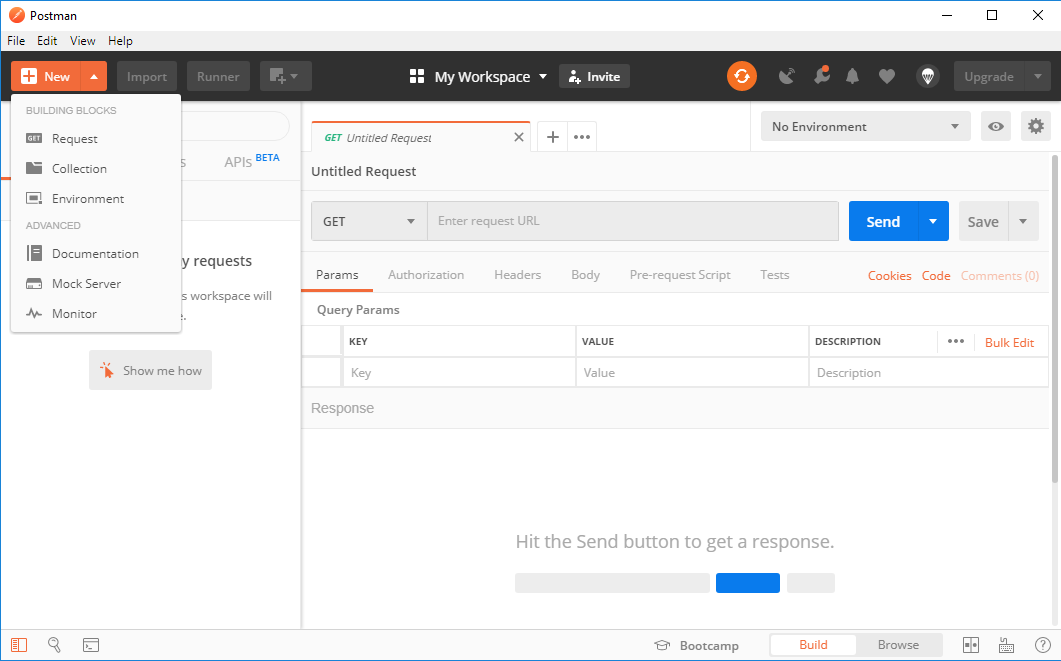 Postman
File Edit View Help
New Import Runner My Workspace Invite Upgrade
BUILDING BLOCKS
GET Request
Collection
Environment
ADVANCED
Documentation
Mock Server
Monitor
s APIs BETA
y requests
s workspace will
e.
Show me how
GET Untitled Request
No Environment
Untitled Request
GET Enter request URL Send Save
Params Authorization Headers Body Pre-request Script Tests Cookies Code Comments (0)
Query Params
KEY VALUE DESCRIPTION Bulk Edit
Key Value Description
Response
Hit the Send button to get a response.
Bootcamp Build Browse